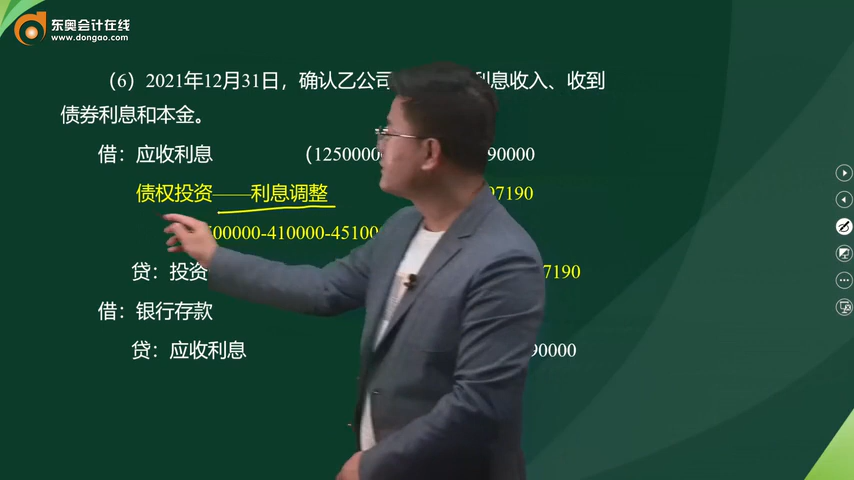 东奥会计在线
www.dongao.com
（6）2021年12月31日，确认乙公司 利息收入、收到
债券利息和本金。
借：应收利息 （1250000 90000
债权投资——利息调整 97190
00000-410000-451000
贷：投资 7190
借：银行存款
贷：应收利息 90000